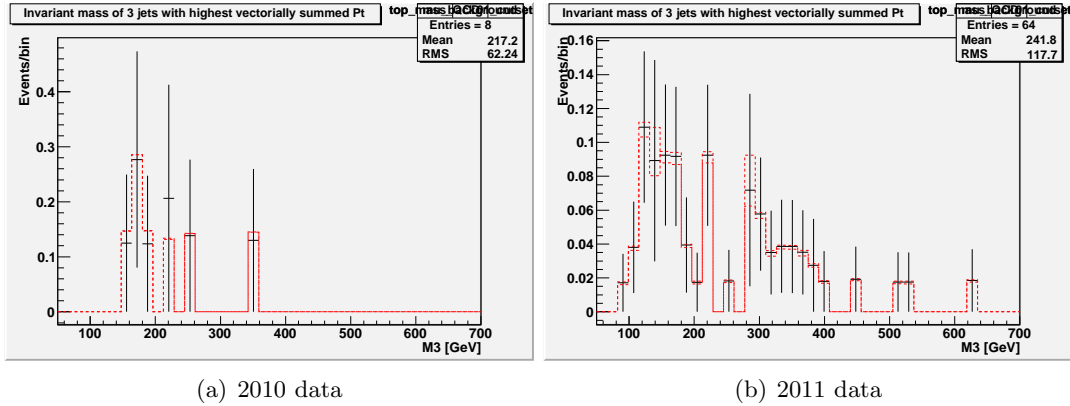 Invariant mass of 3 jets with highest vectorially summed Pt
Entries = 8
Mean 217.2
RMS 62.24
Events/bin
0.4
0.3
0.2
0.1
0
100 200 300 400 500 600 700
M3 [GeV]
(a) 2010 data
Invariant mass of 3 jets with highest vectorially summed Pt
Entries = 64
Mean 241.8
RMS 117.7
Events/bin
0.16
0.14
0.12
0.1
0.08
0.06
0.04
0.02
0
100 200 300 400 500 600 700
M3 [GeV]
(b) 2011 data